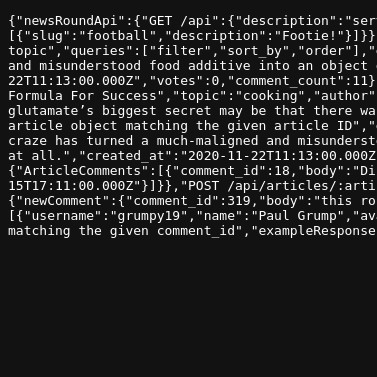 {"newsRoundApi":{"GET /api":{"description":"ser
[{"slug":"football","description":"Footie!"}]}}
topic","queries":["filter","sort_by","order"],"
and misunderstood food additive into an object
22T11:13:00.000Z","votes":0,"comment_count":11}
Formula For Success","topic":"cooking","author"
glutamate’s biggest secret may be that there wa
article object matching the given article ID","
craze has turned a much-maligned and misunderst
at all.","created_at":"2020-11-22T11:13:00.000Z
{"ArticleComments":[{"comment_id":18,"body":"Di
15T17:11:00.000Z"}]}},"POST /api/articles/:arti
{"newComment":{"comment_id":319,"body":"this ro
[{"username":"grumpy19","name":"Paul Grump","ava
matching the given comment_id","exampleResponse